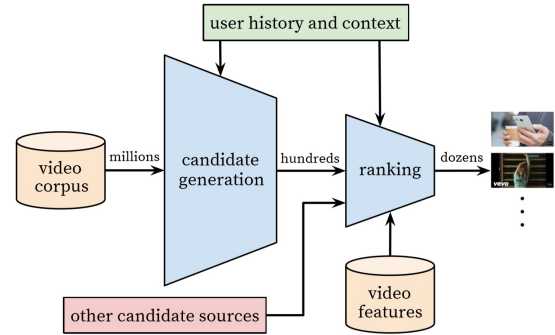 user history and context
video
corpus
millions
candidate
generation
hundreds
ranking
dozens
vevo
other candidate sources
video
features